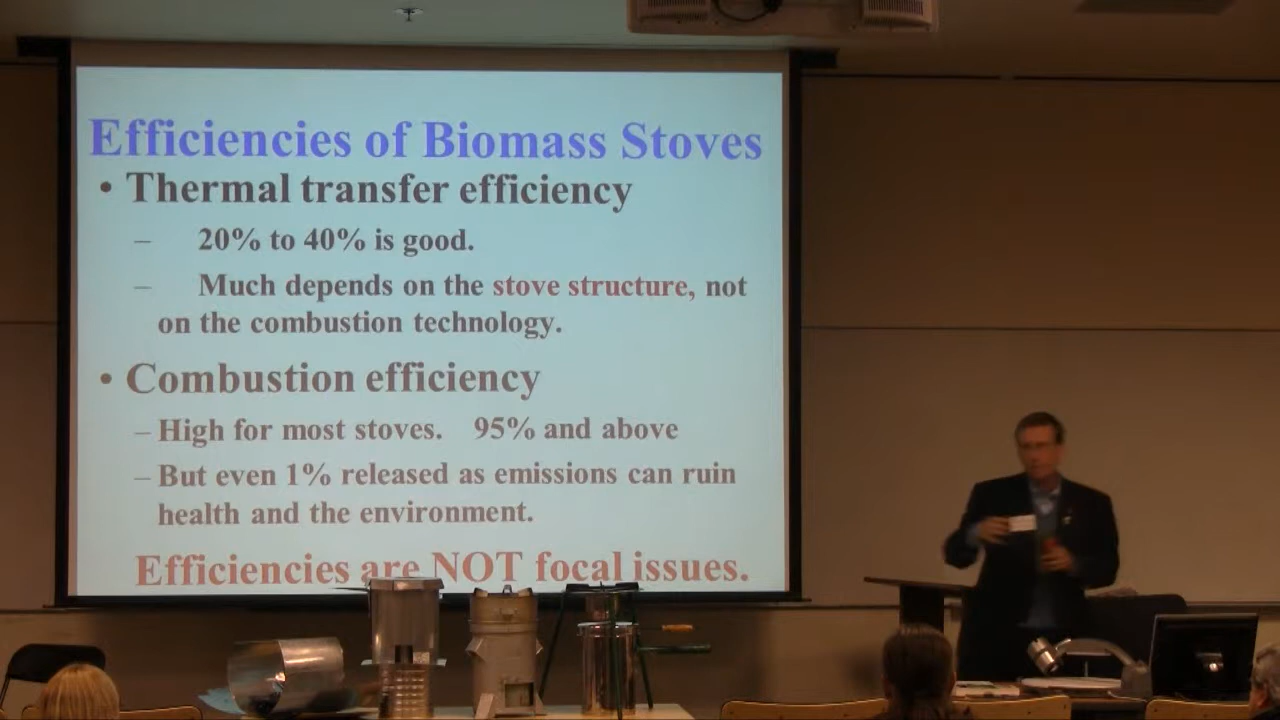 Efficiencies of Biomass Stoves
• Thermal transfer efficiency
– 20% to 40% is good.
– Much depends on the stove structure, not
on the combustion technology.
• Combustion efficiency
– High for most stoves. 95% and above
– But even 1% released as emissions can ruin
health and the environment.
Efficiencies are NOT focal issues.